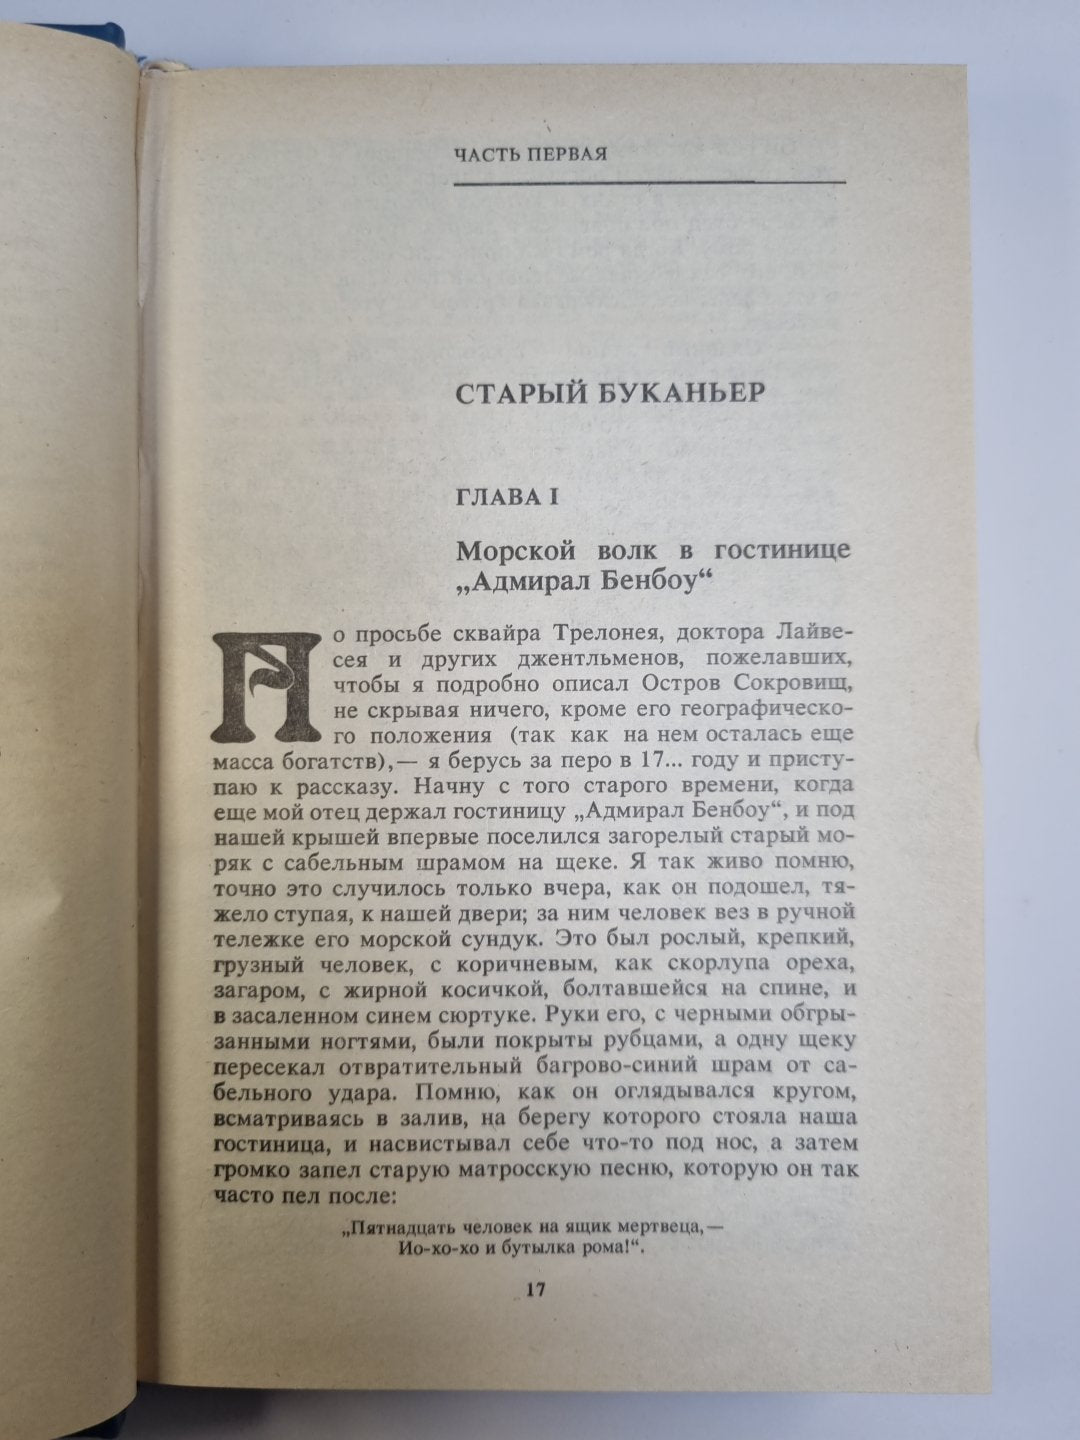 ЧАСТЬ ПЕРВАЯ
СТАРЫЙ БУКАНЬЕР
ГЛАВА I
Морской волк в гостинице
„Адмирал Бенбоу“
По просьбе сквайра Трелонея, доктора Лайве-
сея и других джентльменов, пожелавших,
чтобы я подробно описал Остров Сокровищ,
не скрывая ничего, кроме его географическо-
го положения (так как на нем осталась еще
масса богатств),— я берусь за перо в 17... году и присту-
паю к рассказу. Начну с того старого времени, когда
еще мой отец держал гостиницу „Адмирал Бенбоу“, и под
нашей крышей впервые поселился загорелый старый мо-
ряк с сабельным шрамом на щеке. Я так живо помню,
точно это случилось только вчера, как он подошел, тя-
жело ступая, к нашей двери; за ним человек вез в ручной
тележке его морской сундук. Это был рослый, крепкий,
грузный человек, с коричневым, как скорлупа ореха,
загаром, с жирной косичкой, болтавшейся на спине, и
в засаленном синем сюртуке. Руки его, с черными обгры-
занными ногтями, были покрыты рубцами, а одну щеку
пересекал отвратительный багрово-синий шрам от са-
бельного удара. Помню, как он оглядывался кругом,
всматриваясь в залив, на берегу которого стояла наша
гостиница, и насвистывал себе что-то под нос, а затем
громко запел старую матросскую песню, которую он так
часто пел после:
„Пятнадцать человек на ящик мертвеца,—
Ио-хо-хо и бутылка рома!“.
17